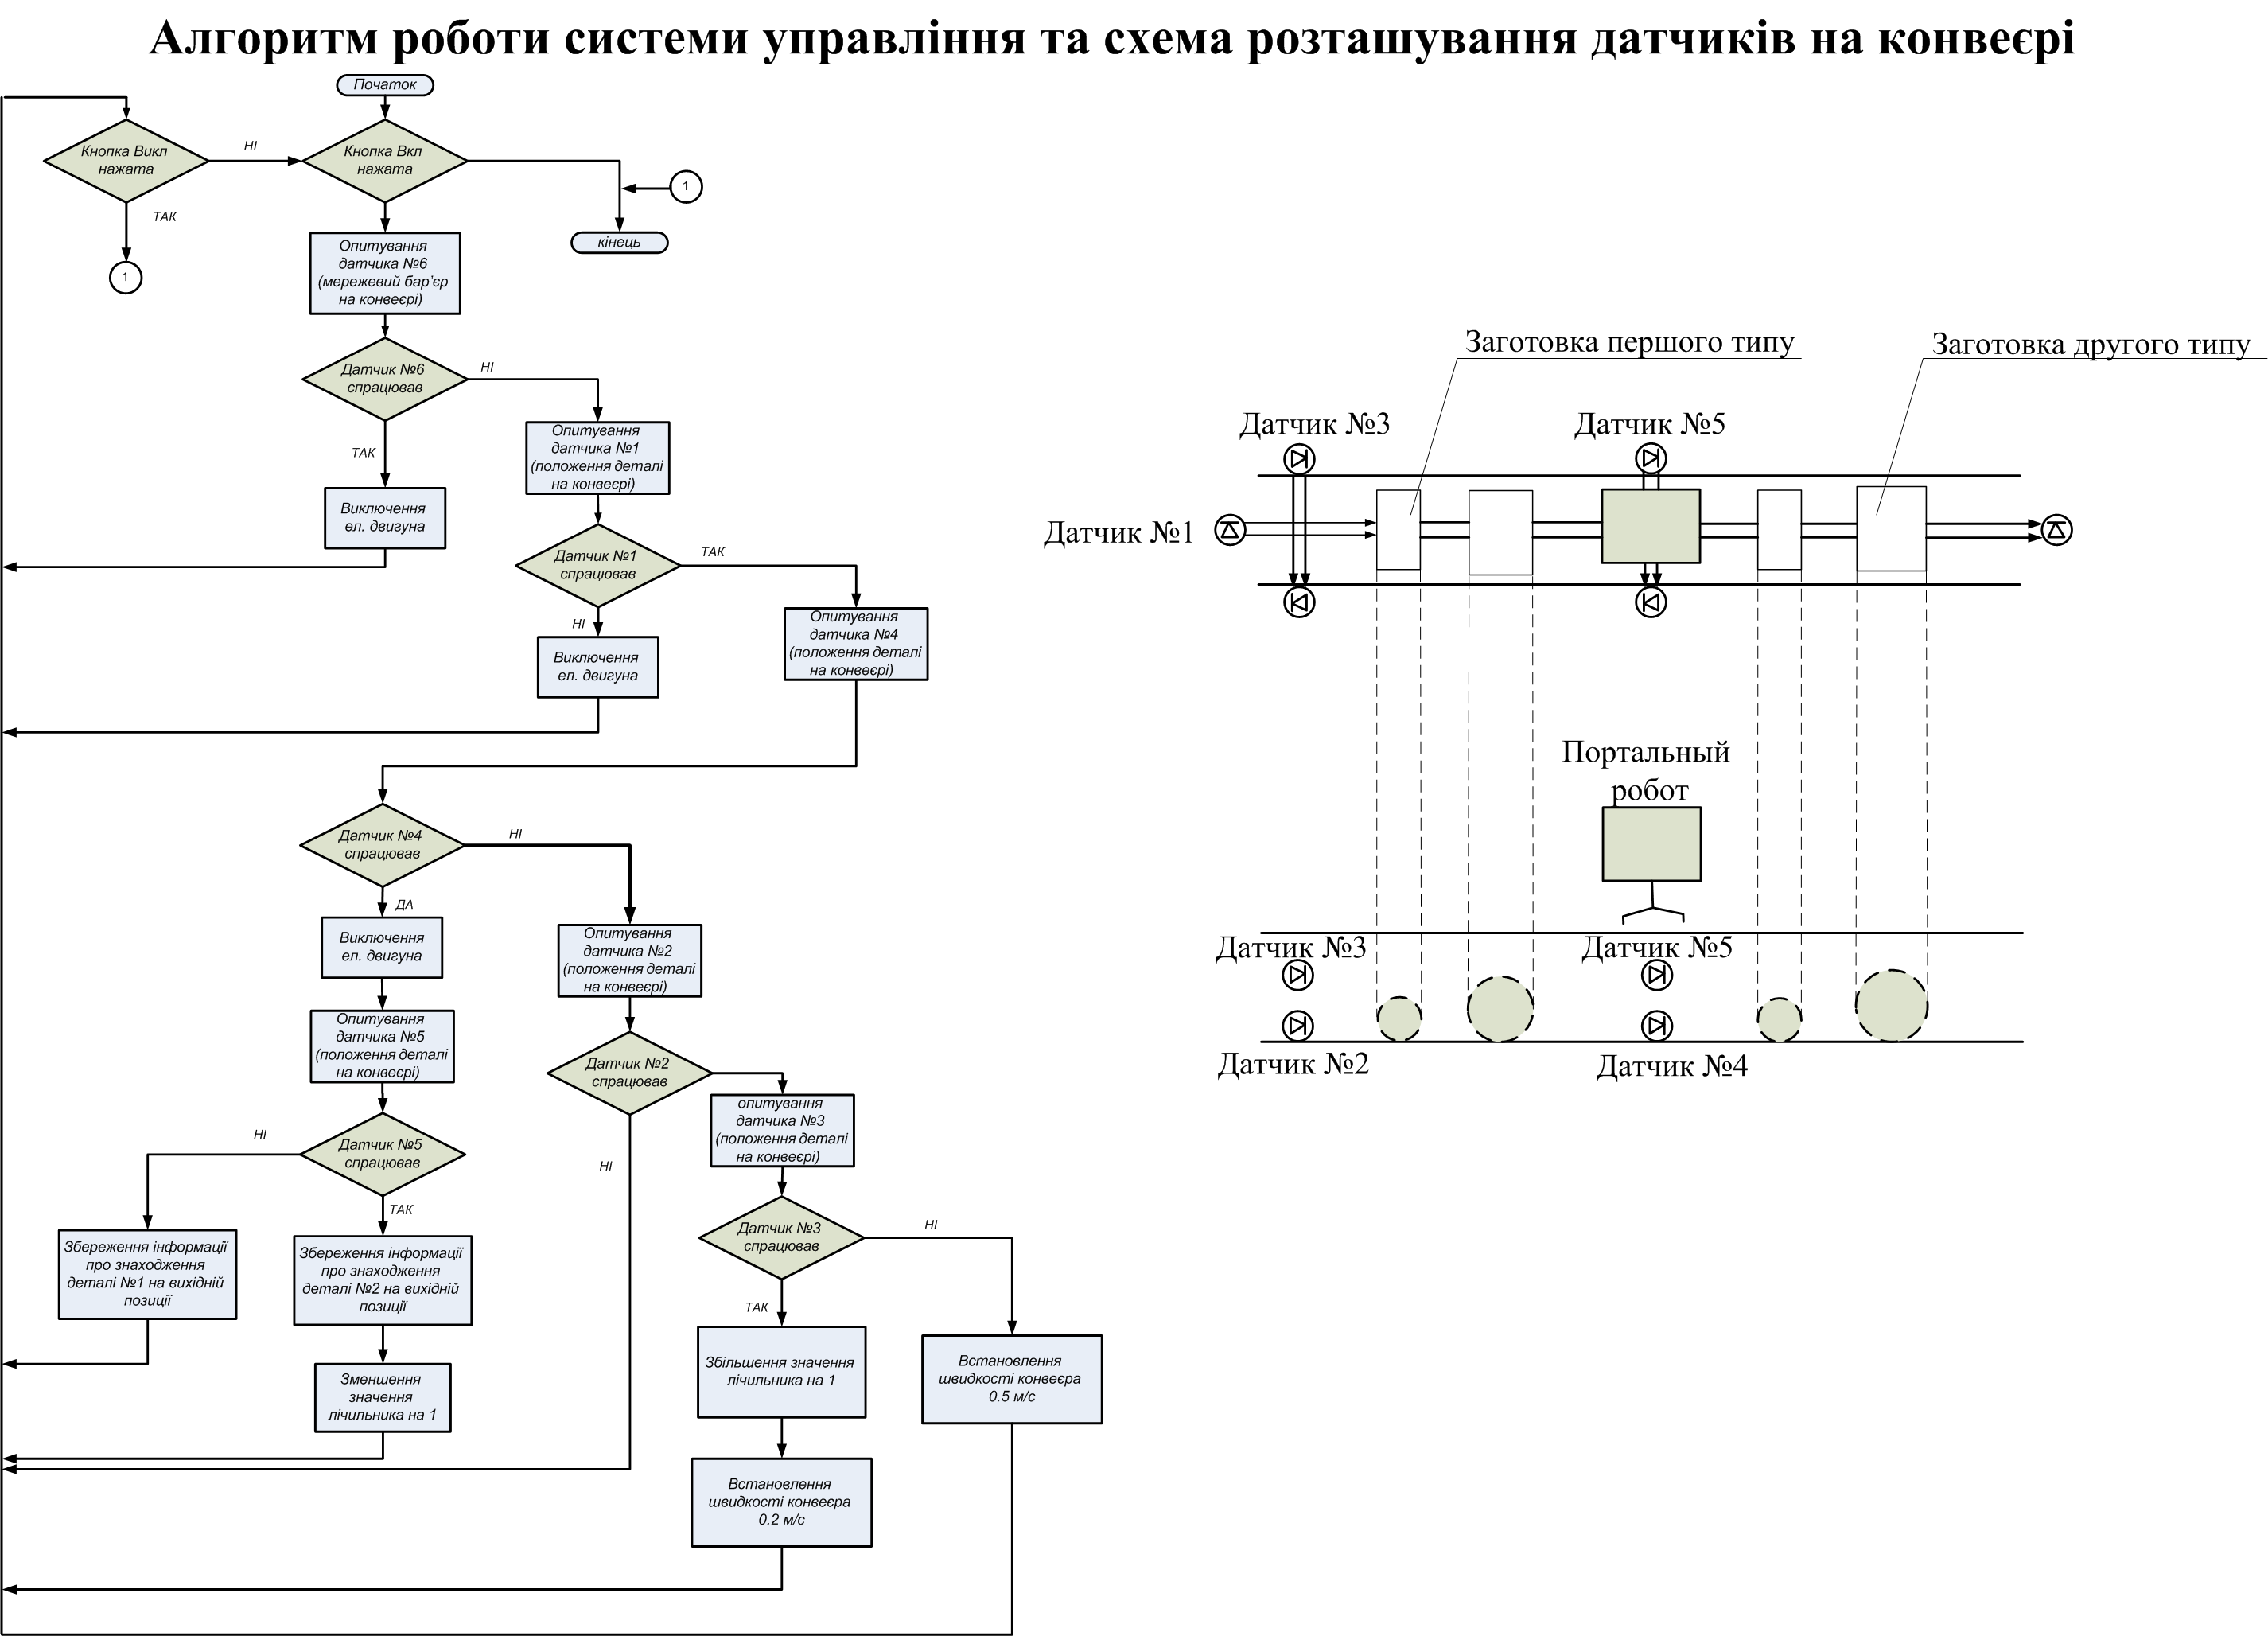 Алгоритм роботи системи управління та схема розташування датчиків на конвеєрі
Початок
Кнопка Викл
нажата
НІ
Кнопка Вкл
нажата
1
ТАК
кінець
1
Опитування
датчика №6
(мережевий бар'єр
на конвеєрі)
Датчик №6
спрацював
НІ
ТАК
Опитування
датчика №1
(положення деталі
на конвеєрі)
Виключення
ел. двигуна
Датчик №1
спрацював
ТАК
НІ
Опитування
датчика №4
(положення деталі
на конвеєрі)
Виключення
ел. двигуна
Датчик №4
спрацював
НІ
ДА
Виключення
ел. двигуна
Опитування
датчика №2
(положення деталі
на конвеєрі)
Опитування
датчика №5
(положення деталі
на конвеєрі)
Датчик №2
спрацював
НІ
опитування
датчика №3
(положення деталі
на конвеєрі)
Датчик №5
спрацював
НІ
ТАК
Датчик №3
спрацював
НІ
ТАК
Збереження інформації
про знаходження
деталі №1 на вихідній
позиції
Збереження інформації
про знаходження
деталі №2 на вихідній
позиції
Зменшення
значення
лічильника на 1
Збільшення значення
лічильника на 1
Встановлення
швидкості конвеєра
0.5 м/с
Встановлення
швидкості конвеєра
0.2 м/с
Заготовка першого типу
Заготовка другого типу
Датчик №3
Датчик №5
Датчик №1
Портальный
робот
Датчик №3
Датчик №5
Датчик №2
Датчик №4